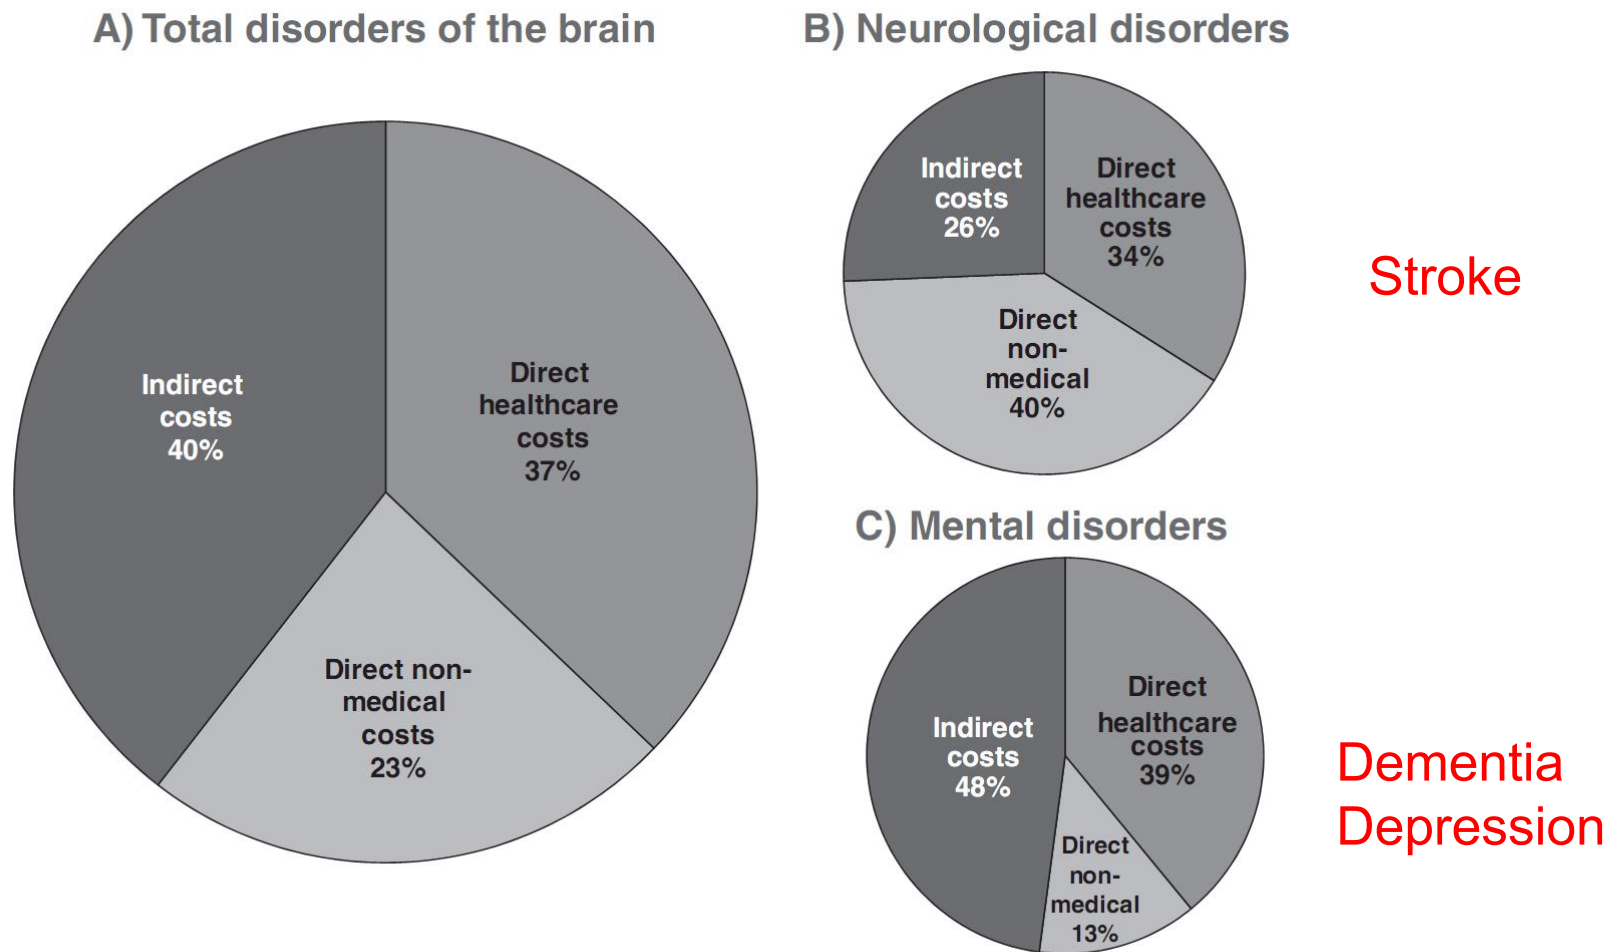 A) Total disorders of the brain
Indirect
costs
40%
Direct
healthcare
costs
37%
Direct non-
medical
costs
23%
B) Neurological disorders
Indirect
costs
26%
Direct
healthcare
costs
34%
Direct
non-
medical
40%
Stroke
C) Mental disorders
Indirect
costs
48%
Direct
healthcare
costs
39%
Direct
non-
medical
13%
Dementia
Depression